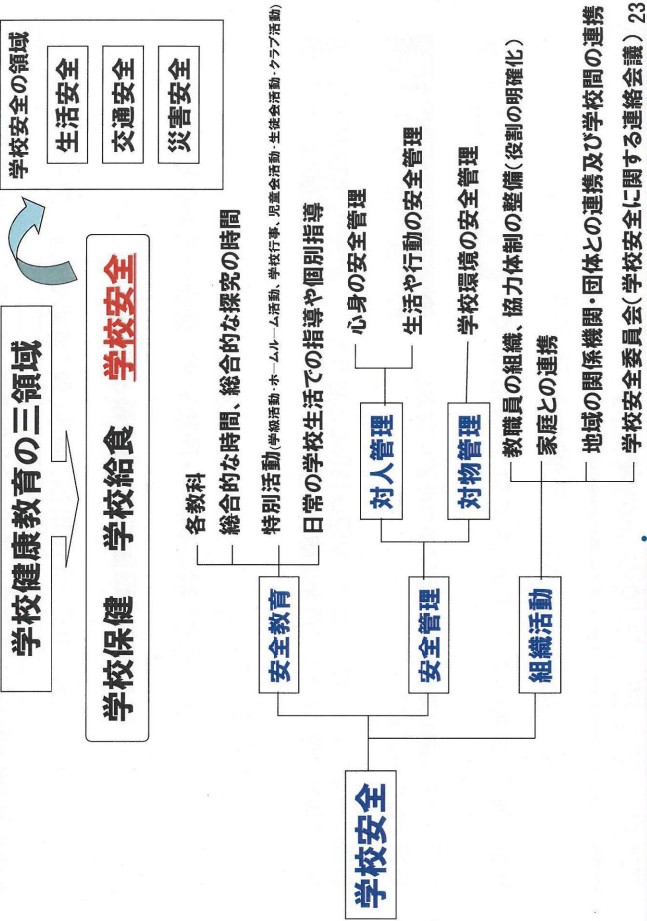 学校健康教育の三領域
学校保健　学校給食　学校安全
学校安全の領域
生活安全
交通安全
災害安全
学校安全
安全教育
各教科
総合的な時間、総合的な探究の時間
特別活動(学級活動・ホームルーム活動、学校行事、児童会活動・生徒会活動・クラブ活動)
日常の学校生活での指導や個別指導
安全管理
対人管理
心身の安全管理
生活や行動の安全管理
対物管理
学校環境の安全管理
組織活動
教職員の組織、協力体制の整備(役割の明確化)
家庭との連携
地域の関係機関・団体との連携及び学校間の連携
学校安全委員会(学校安全に関する連絡会議)
23